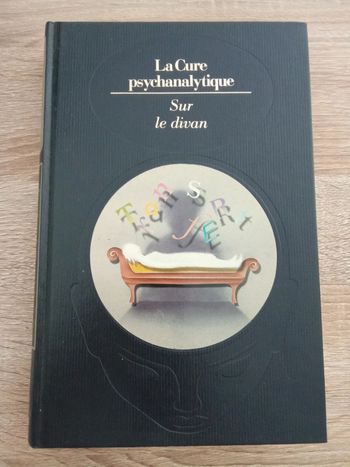 La Cure
psychanalytique
Sur
le divan